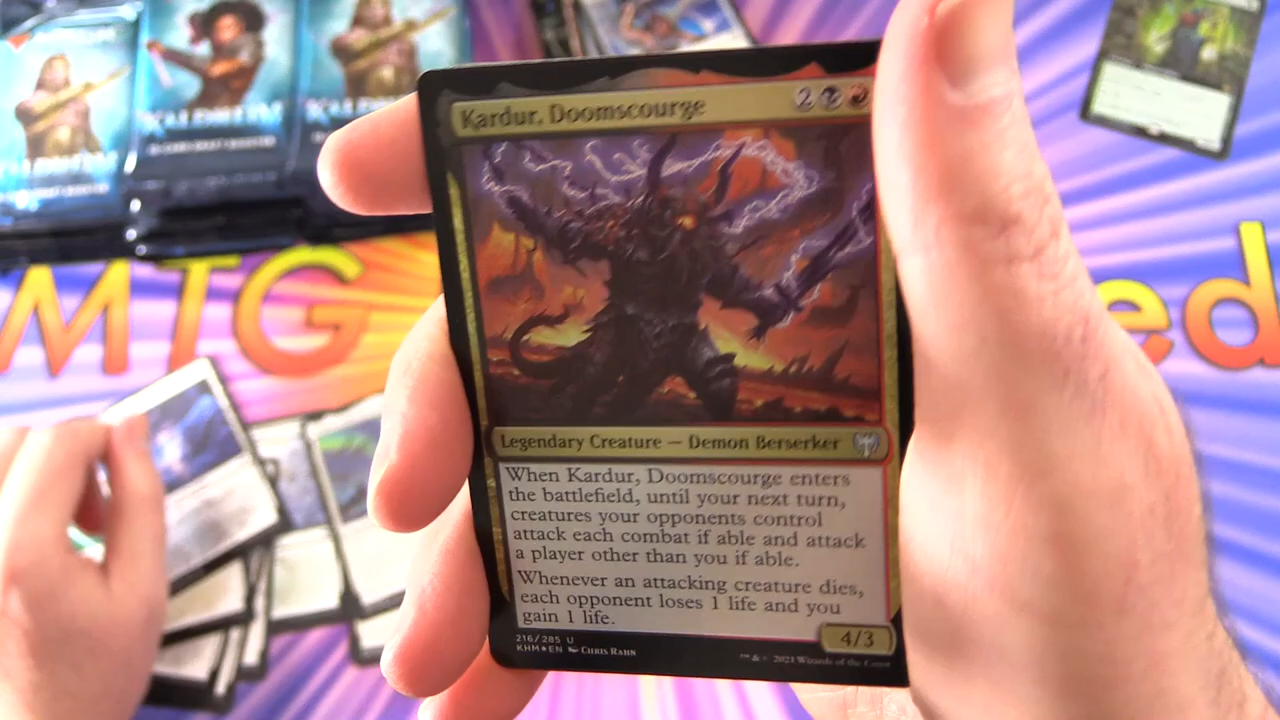 KALDHEIM
KALDHEIM
MTG
ed
Kardur, Doomscourge 2
Legendary Creature — Demon Berserker
When Kardur, Doomscourge enters
the battlefield, until your next turn,
creatures your opponents control
attack each combat if able and attack
a player other than you if able.
Whenever an attacking creature dies,
each opponent loses 1 life and you
gain 1 life.
4/3
216/285 U
KHM★EN Chris Rahn
™ & © 2021 Wizards of the Coast